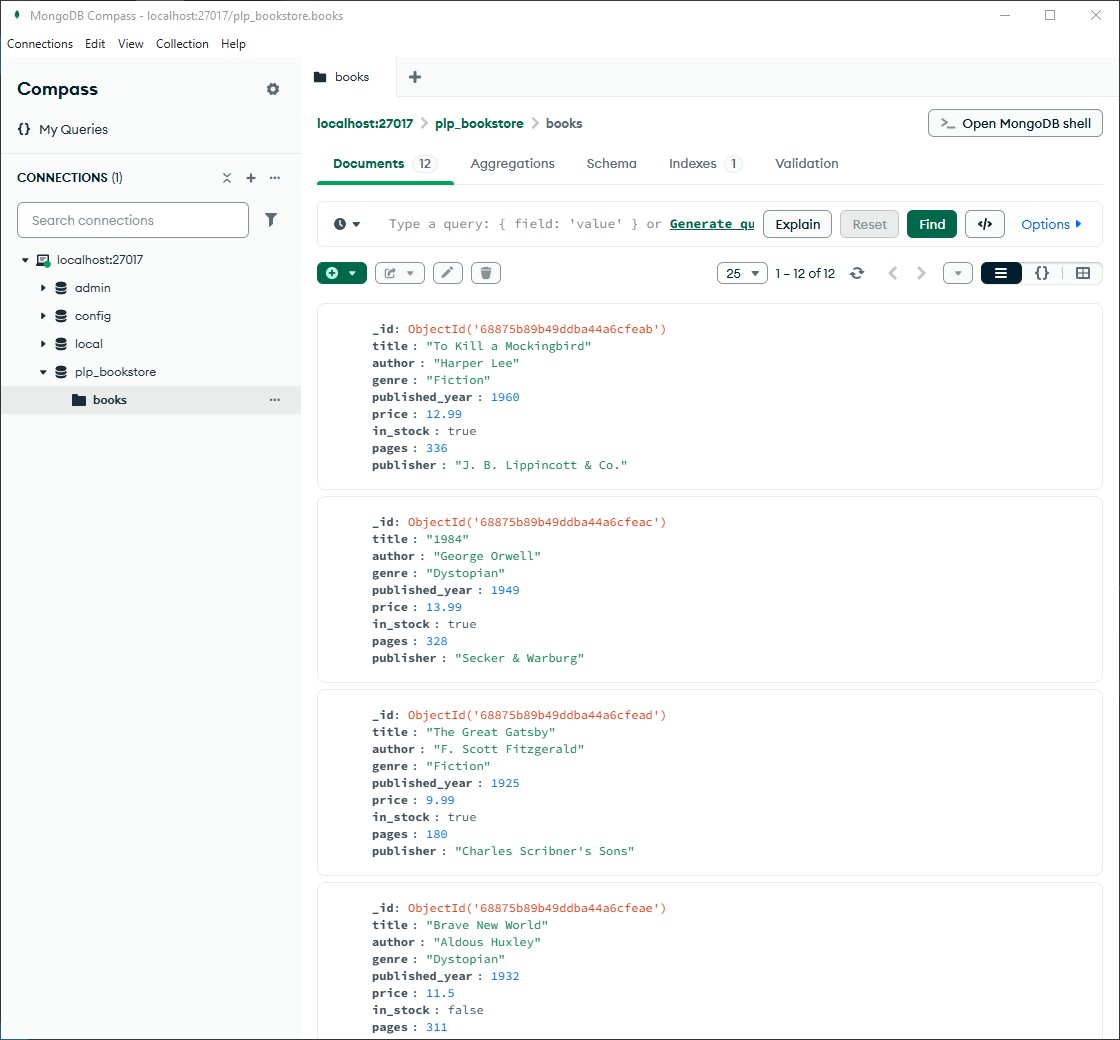 MongoDB Compass - localhost:27017/plp_bookstore.books
Connections Edit View Collection Help
Compass
{} My Queries
CONNECTIONS (1)
Search connections
localhost:27017
admin
config
local
plp_bookstore
books
books
localhost:27017 > plp_bookstore > books
>_ Open MongoDB shell
Documents 12 Aggregations Schema Indexes 1 Validation
Type a query: { field: 'value' } or Generate qu
Explain Reset Find </> Options
25 1 – 12 of 12 {}
_id: ObjectId('68875b89b49ddba44a6cfeab')
title : "To Kill a Mockingbird"
author : "Harper Lee"
genre : "Fiction"
published_year : 1960
price : 12.99
in_stock : true
pages : 336
publisher : "J. B. Lippincott & Co."
_id: ObjectId('68875b89b49ddba44a6cfeac')
title : "1984"
author : "George Orwell"
genre : "Dystopian"
published_year : 1949
price : 13.99
in_stock : true
pages : 328
publisher : "Secker & Warburg"
_id: ObjectId('68875b89b49ddba44a6cfead')
title : "The Great Gatsby"
author : "F. Scott Fitzgerald"
genre : "Fiction"
published_year : 1925
price : 9.99
in_stock : true
pages : 180
publisher : "Charles Scribner's Sons"
_id: ObjectId('68875b89b49ddba44a6cfeae')
title : "Brave New World"
author : "Aldous Huxley"
genre : "Dystopian"
published_year : 1932
price : 11.5
in_stock : false
pages : 311